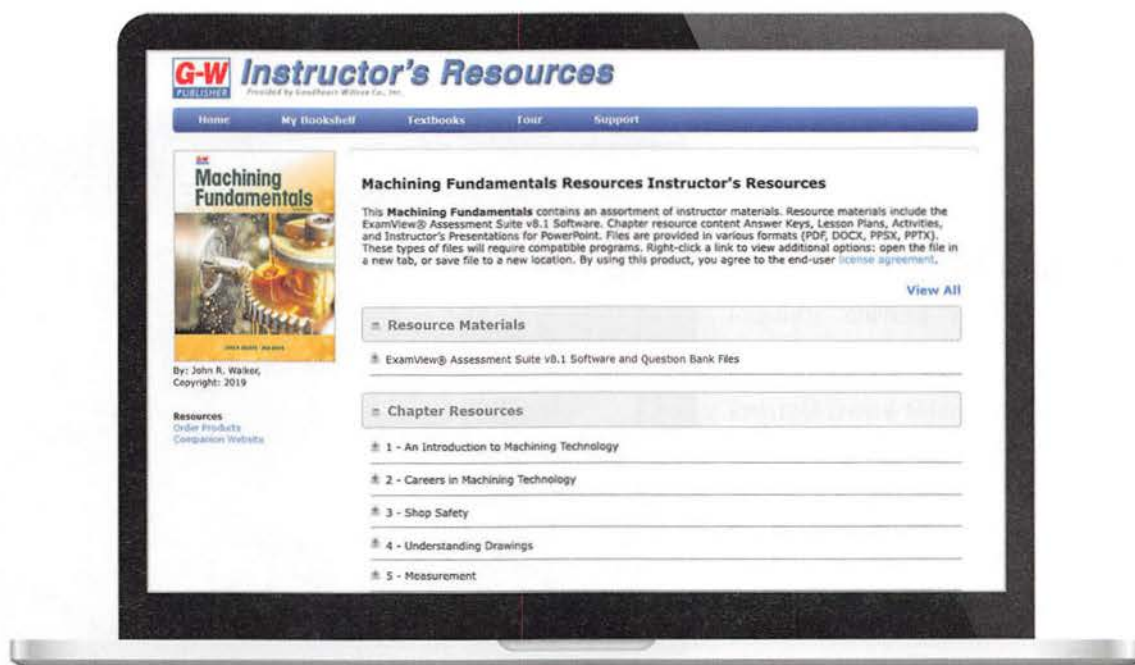 G-W Instructor's Resources
PUBLISHER Provided by Goodheart-Willcox Co., Inc.
Home My Bookshelf Textbooks Tour Support
G-W
Machining
Fundamentals
By: John R. Walker,
Copyright: 2019
Resources
Order Products
Companion Website
Machining Fundamentals Resources Instructor's Resources
This Machining Fundamentals contains an assortment of instructor materials. Resource materials include the
ExamView® Assessment Suite v8.1 Software. Chapter resource content Answer Keys, Lesson Plans, Activities,
and Instructor's Presentations for PowerPoint. Files are provided in various formats (PDF, DOCX, PPSX, PPTX).
These types of files will require compatible programs. Right-click a link to view additional options: open the file in
a new tab, or save file to a new location. By using this product, you agree to the end-user license agreement.
View All
Resource Materials
ExamView® Assessment Suite v8.1 Software and Question Bank Files
Chapter Resources
1 - An Introduction to Machining Technology
2 - Careers in Machining Technology
3 - Shop Safety
4 - Understanding Drawings
5 - Measurement